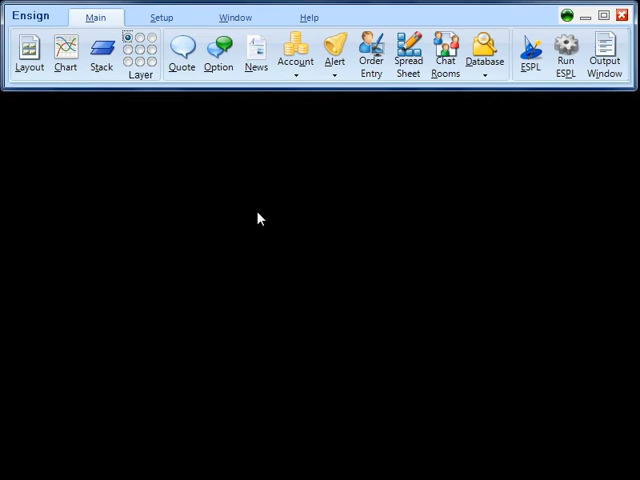 Ensign Main Setup Window Help
Layout Chart Stack Layer Quote Option News Account Alert Order Entry Spread Sheet Chat Rooms Database ESPL Run ESPL Output Window